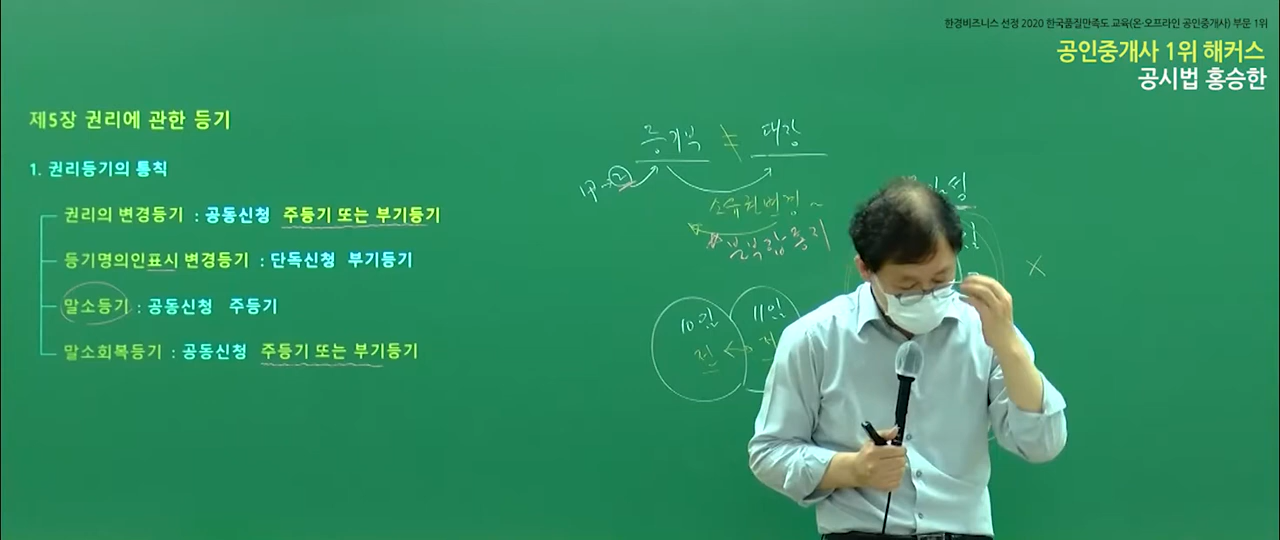 한경비즈니스 선정 2020 한국품질만족도 교육(온·오프라인 공인중개사) 부문 1위
공인중개사 1위 해커스
공시법 홍승한
제5장 권리에 관한 등기
1. 권리등기의 통칙
권리의 변경등기 : 공동신청 주등기 또는 부기등기
등기명의인표시 변경등기 : 단독신청 부기등기
말소등기 : 공동신청 주등기
말소회복등기 : 공동신청 주등기 또는 부기등기
등기부 ≠ 대장
甲 ②
소유권변경 ~
10필 11일
전 ↔
×